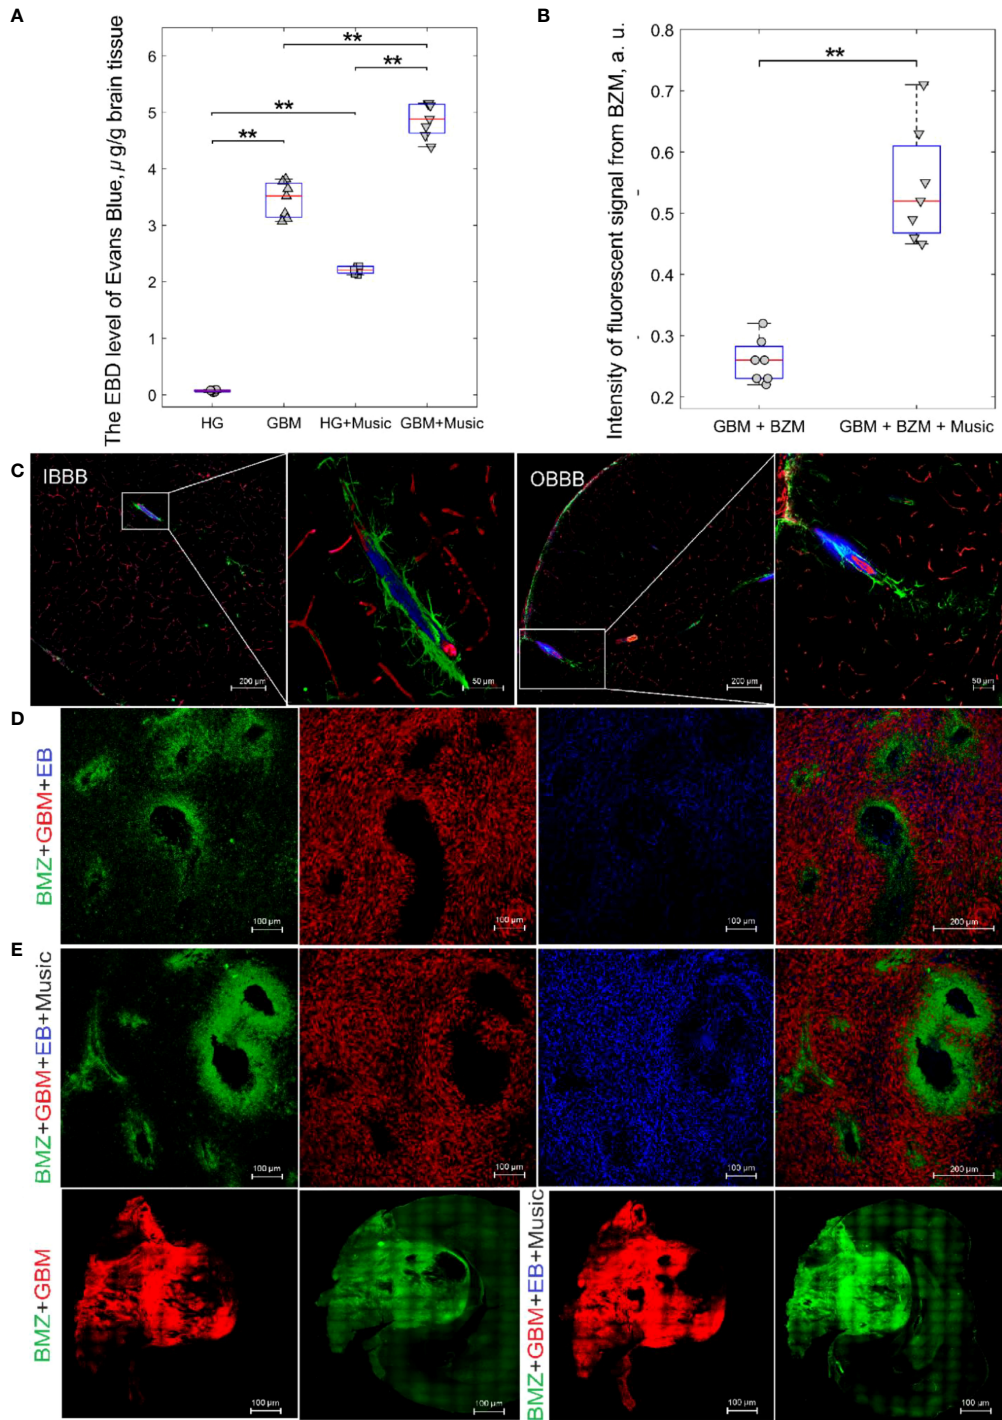 A
The EBD level of Evans Blue, μg/g brain tissue
6
5
4
3
2
1
0
**
**
**
**
HG
GBM
HG+Music
GBM+Music
B
Intensity of fluorescent signal from BZM, a. u.
0.8
0.7
0.6
0.5
0.4
0.3
0.2
**
GBM + BZM
GBM + BZM + Music
C
IBBB
200 μm
50 μm
OBBB
200 μm
50 μm
D
BMZ+GBM+EB
100 μm
100 μm
100 μm
200 μm
E
BMZ+GBM+EB+Music
100 μm
100 μm
100 μm
200 μm
BMZ+GBM
100 μm
100 μm
BMZ+GBM+EB+Music
100 μm
100 μm